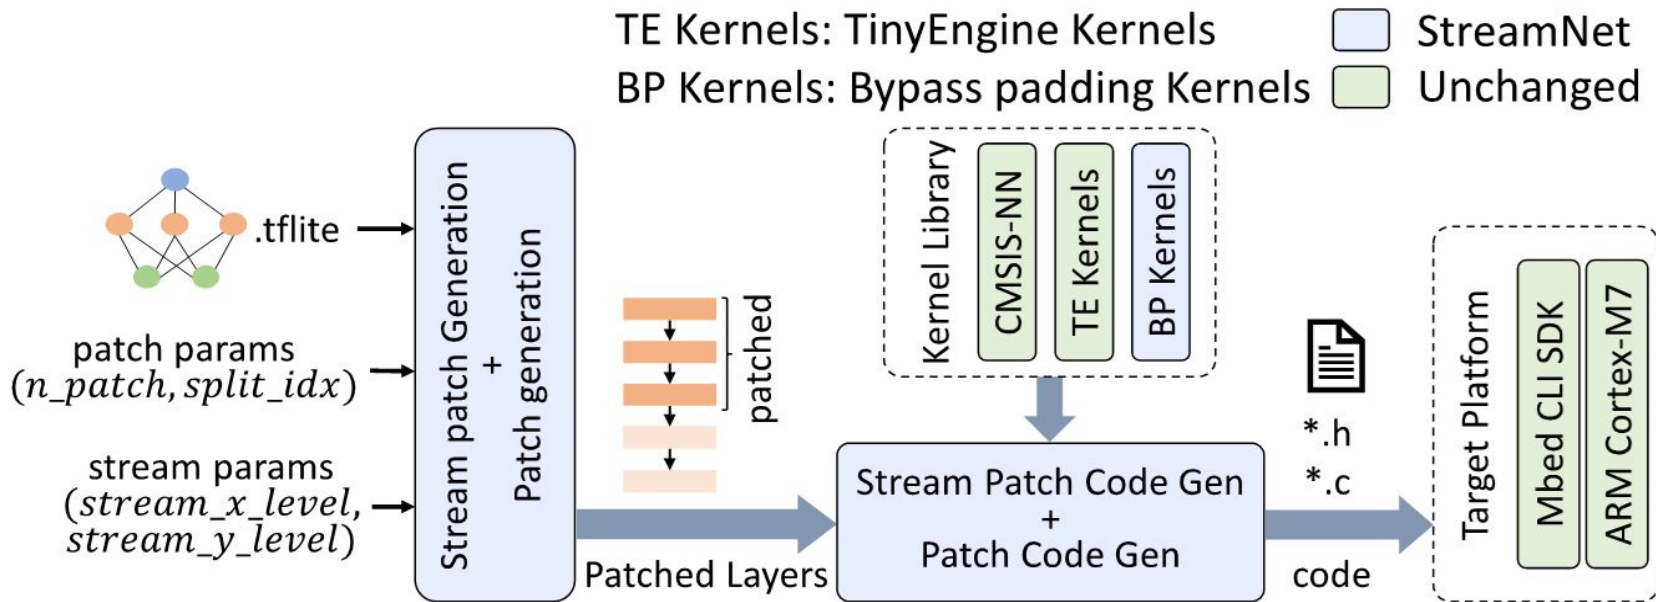 TE Kernels: TinyEngine Kernels
StreamNet
BP Kernels: Bypass padding Kernels
Unchanged
.tflite
patch params
(n_patch, split_idx)
stream params
(stream_x_level,
stream_y_level)
Stream patch Generation
+
Patch generation
patched
Patched Layers
Kernel Library
CMSIS-NN
TE Kernels
BP Kernels
Stream Patch Code Gen
+
Patch Code Gen
*.h
*.c
code
Target Platform
Mbed CLI SDK
ARM Cortex-M7